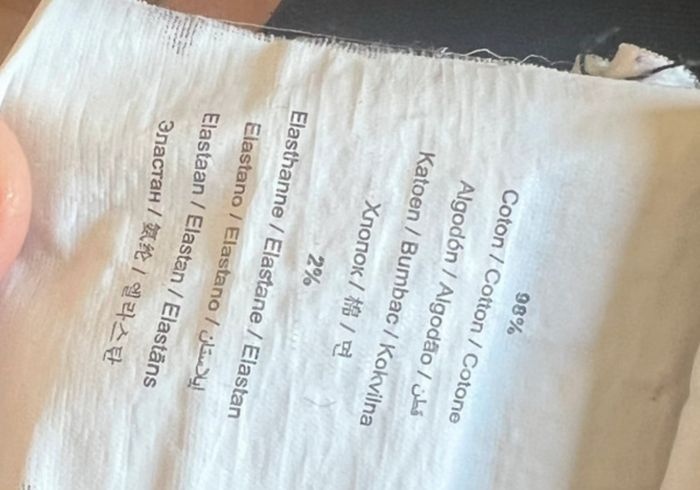 98%
Coton / Cotton / Cotone
Algodón / Algodão / قطن
Katoen / Bumbac / Kokvilna
Хлопок / 棉 / 면
2%
Elasthanne / Elastane / Elastan
Elastano / Elastano / إيلاستان
Elastaan / Elastan / Elastāns
Эластан / 氨纶 / 엘라스탄